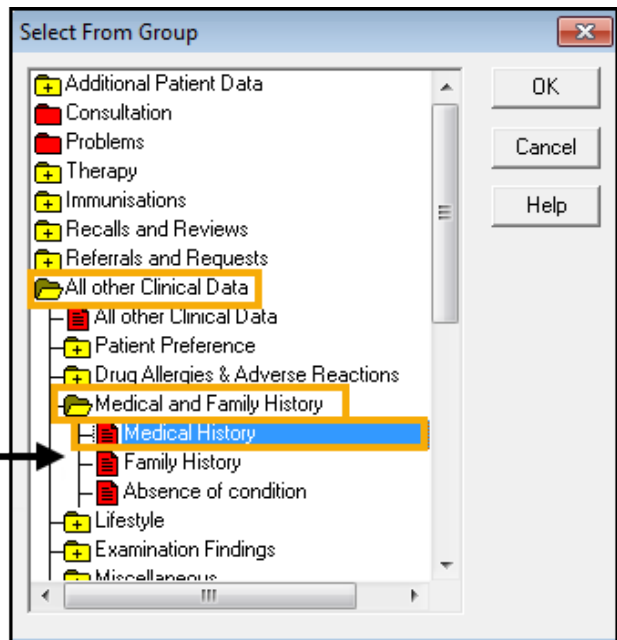 Select From Group
Additional Patient Data
OK
Consultation
Problems
Cancel
Therapy
Immunisations
Help
Recalls and Reviews
Referrals and Requests
All other Clinical Data
All other Clinical Data
Patient Preference
Drug Allergies & Adverse Reactions
Medical and Family History
Medical History
Family History
Absence of condition
Lifestyle
Examination Findings
Miscellaneous